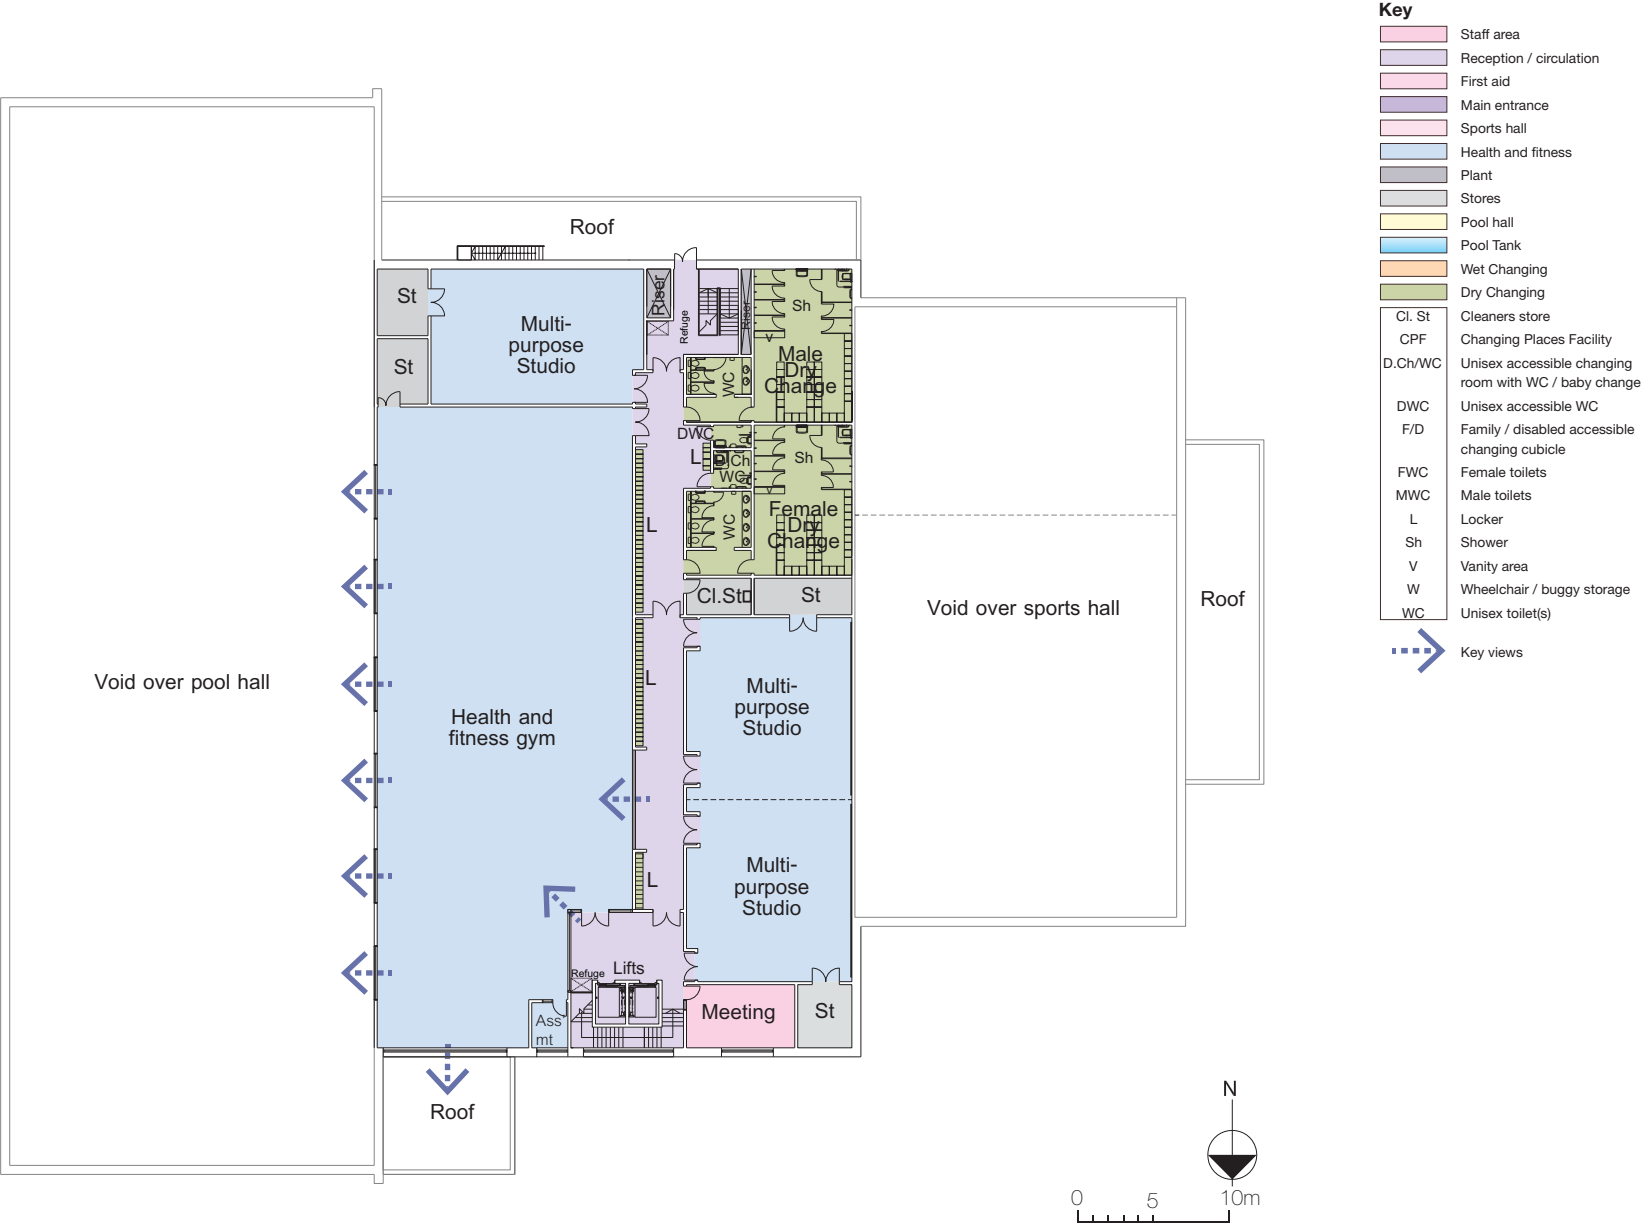 Key
Staff area
Reception / circulation
First aid
Main entrance
Sports hall
Health and fitness
Plant
Stores
Pool hall
Pool Tank
Wet Changing
Dry Changing
Cl. St Cleaners store
CPF Changing Places Facility
D.Ch/WC Unisex accessible changing
room with WC / baby change
DWC Unisex accessible WC
F/D Family / disabled accessible
changing cubicle
FWC Female toilets
MWC Male toilets
L Locker
Sh Shower
V Vanity area
W Wheelchair / buggy storage
WC Unisex toilet(s)
Key views
Roof
St
St
Multi-
purpose
Studio
Riser
Refuge
Riser
Sh
V
Male
Dry
Change
WC
DWC
L
D.Ch
WC
Sh
V
Female
Dry
Change
WC
L
Cl.St
St
Void over pool hall
Health and
fitness gym
L
Multi-
purpose
Studio
Void over sports hall
Roof
L
Multi-
purpose
Studio
Refuge
Lifts
Ass
mt
Meeting
St
Roof
N
0 5 10m